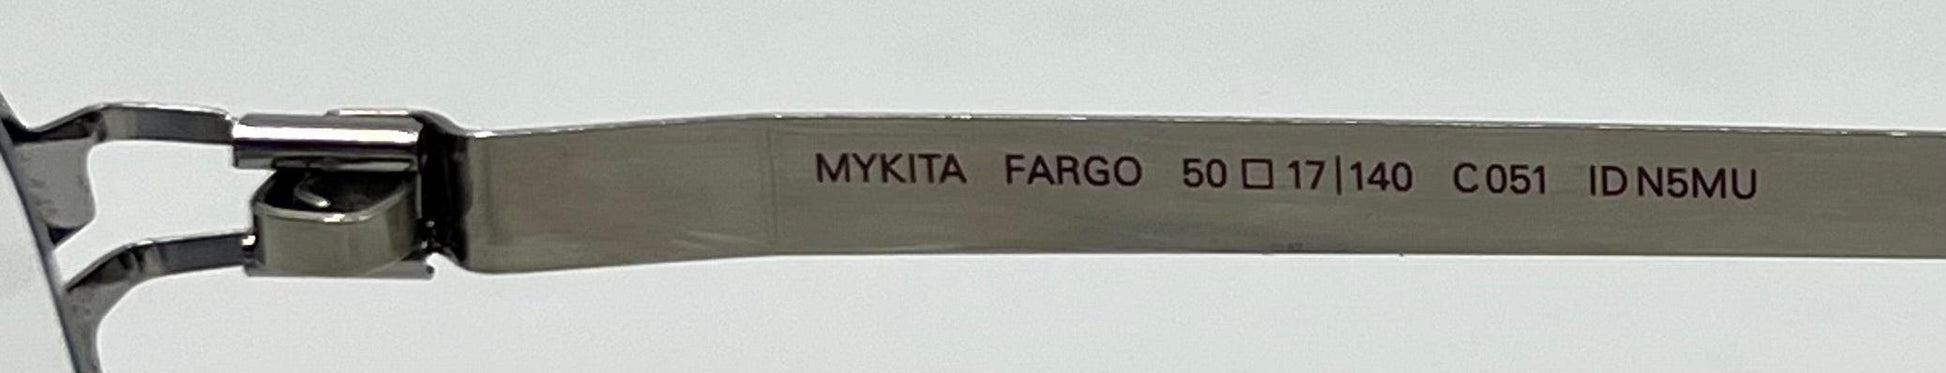 MYKITA FARGO 50□17|140 C051 ID N5MU